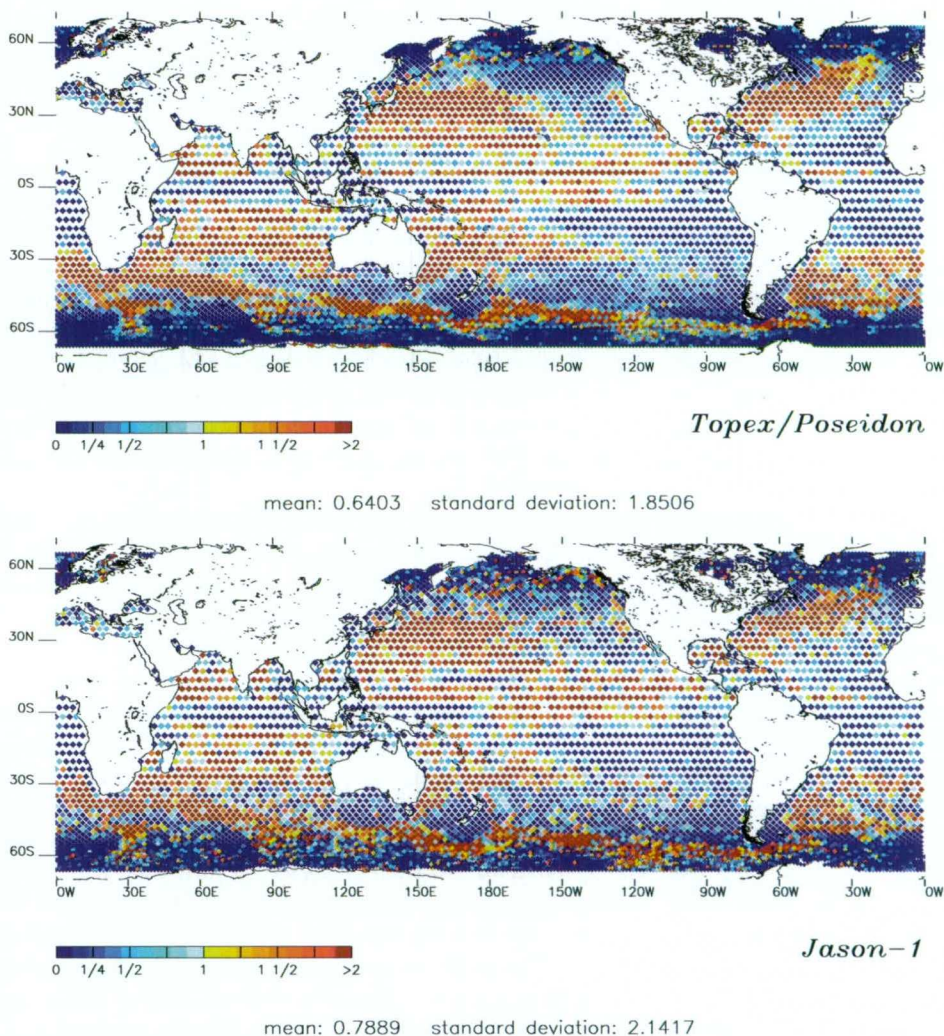 60N
30N
0S
30S
60S
0W 30E 60E 90E 120E 150E 180E 150W 120W 90W 60W 30W 0W
0 1/4 1/2 1 1 1/2 >2
Topex/Poseidon
mean: 0.6403 standard deviation: 1.8506
60N
30N
0S
30S
60S
0W 30E 60E 90E 120E 150E 180E 150W 120W 90W 60W 30W 0W
0 1/4 1/2 1 1 1/2 >2
Jason-1
mean: 0.7889 standard deviation: 2.1417